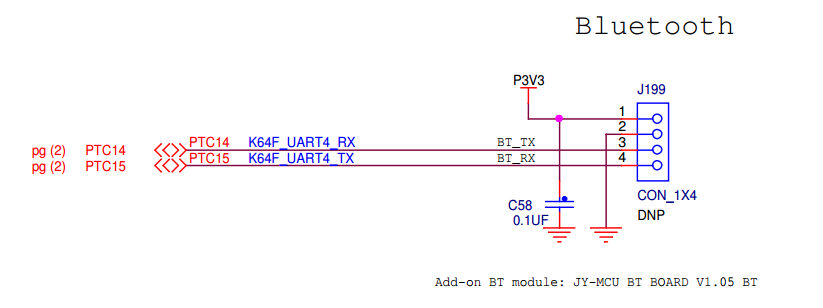 Bluetooth
P3V3
J199
1
2
pg (2) PTC14 PTC14 K64F_UART4_RX BT_TX 3
pg (2) PTC15 PTC15 K64F_UART4_TX BT_RX 4
C58
0.1UF
CON_1X4
DNP
Add-on BT module: JY-MCU BT BOARD V1.05 BT